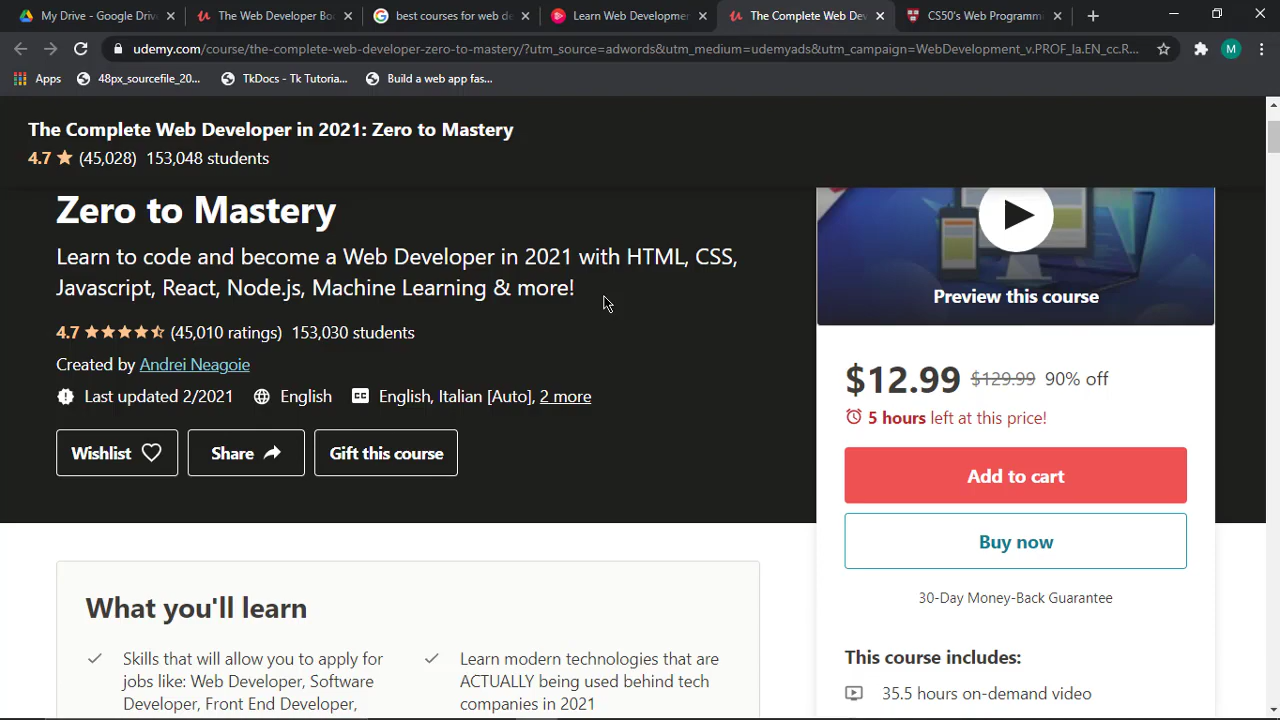 My Drive - Google Driv
The Web Developer Bo
best courses for web de
Learn Web Developmen
The Complete Web Dev
CS50's Web Programmi
udemy.com/course/the-complete-web-developer-zero-to-mastery/?utm_source=adwords&utm_medium=udemyads&utm_campaign=WebDevelopment_v.PROF_la.EN_cc.R...
M
Apps
48px_sourcefile_20...
TkDocs - Tk Tutoria...
Build a web app fas...
The Complete Web Developer in 2021: Zero to Mastery
4.7 ★ (45,028) 153,048 students
Zero to Mastery
Learn to code and become a Web Developer in 2021 with HTML, CSS,
Javascript, React, Node.js, Machine Learning & more!
4.7 (45,010 ratings) 153,030 students
Created by Andrei Neagoie
Last updated 2/2021 English CC English, Italian [Auto], 2 more
Wishlist Share Gift this course
What you'll learn
Skills that will allow you to apply for
jobs like: Web Developer, Software
Developer, Front End Developer,
Learn modern technologies that are
ACTUALLY being used behind tech
companies in 2021
Preview this course
$12.99 $129.99 90% off
5 hours left at this price!
Add to cart
Buy now
30-Day Money-Back Guarantee
This course includes:
35.5 hours on-demand video